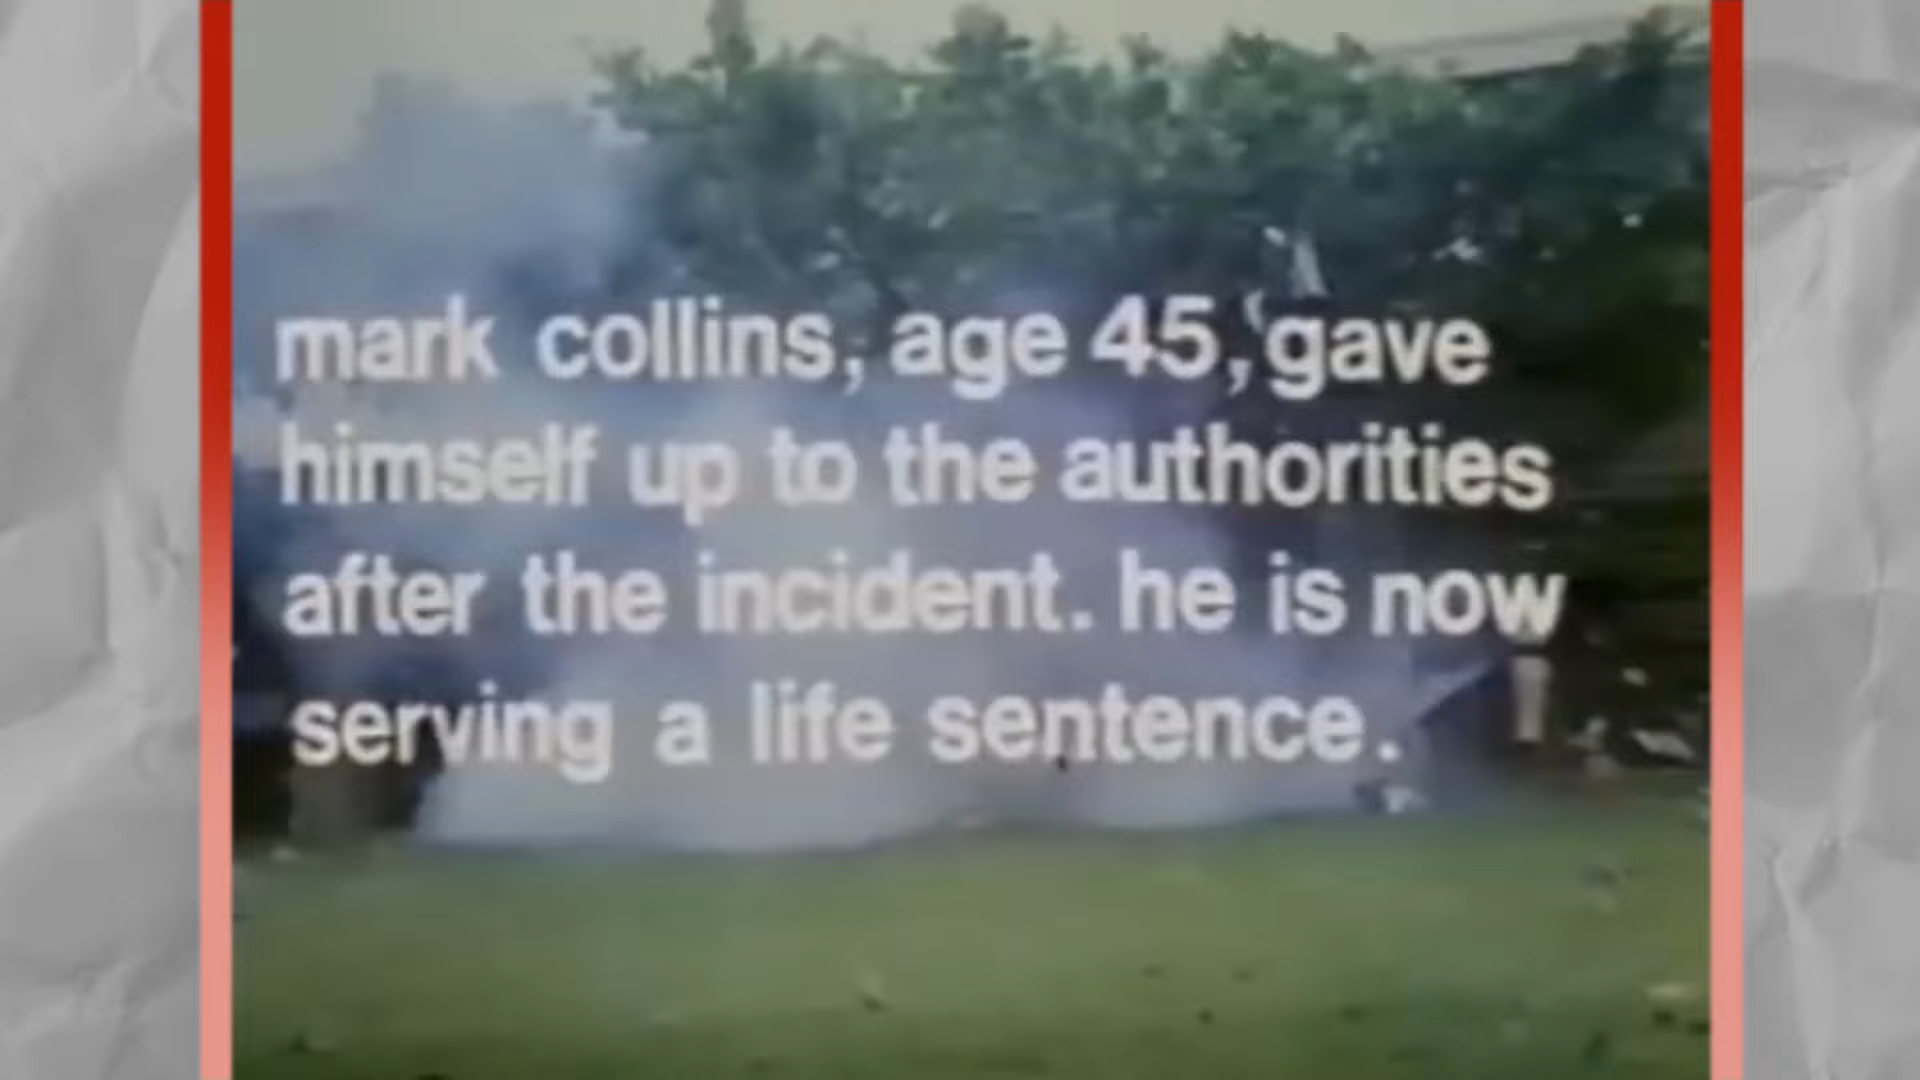 mark collins, age 45, gave
himself up to the authorities
after the incident. he is now
serving a life sentence.